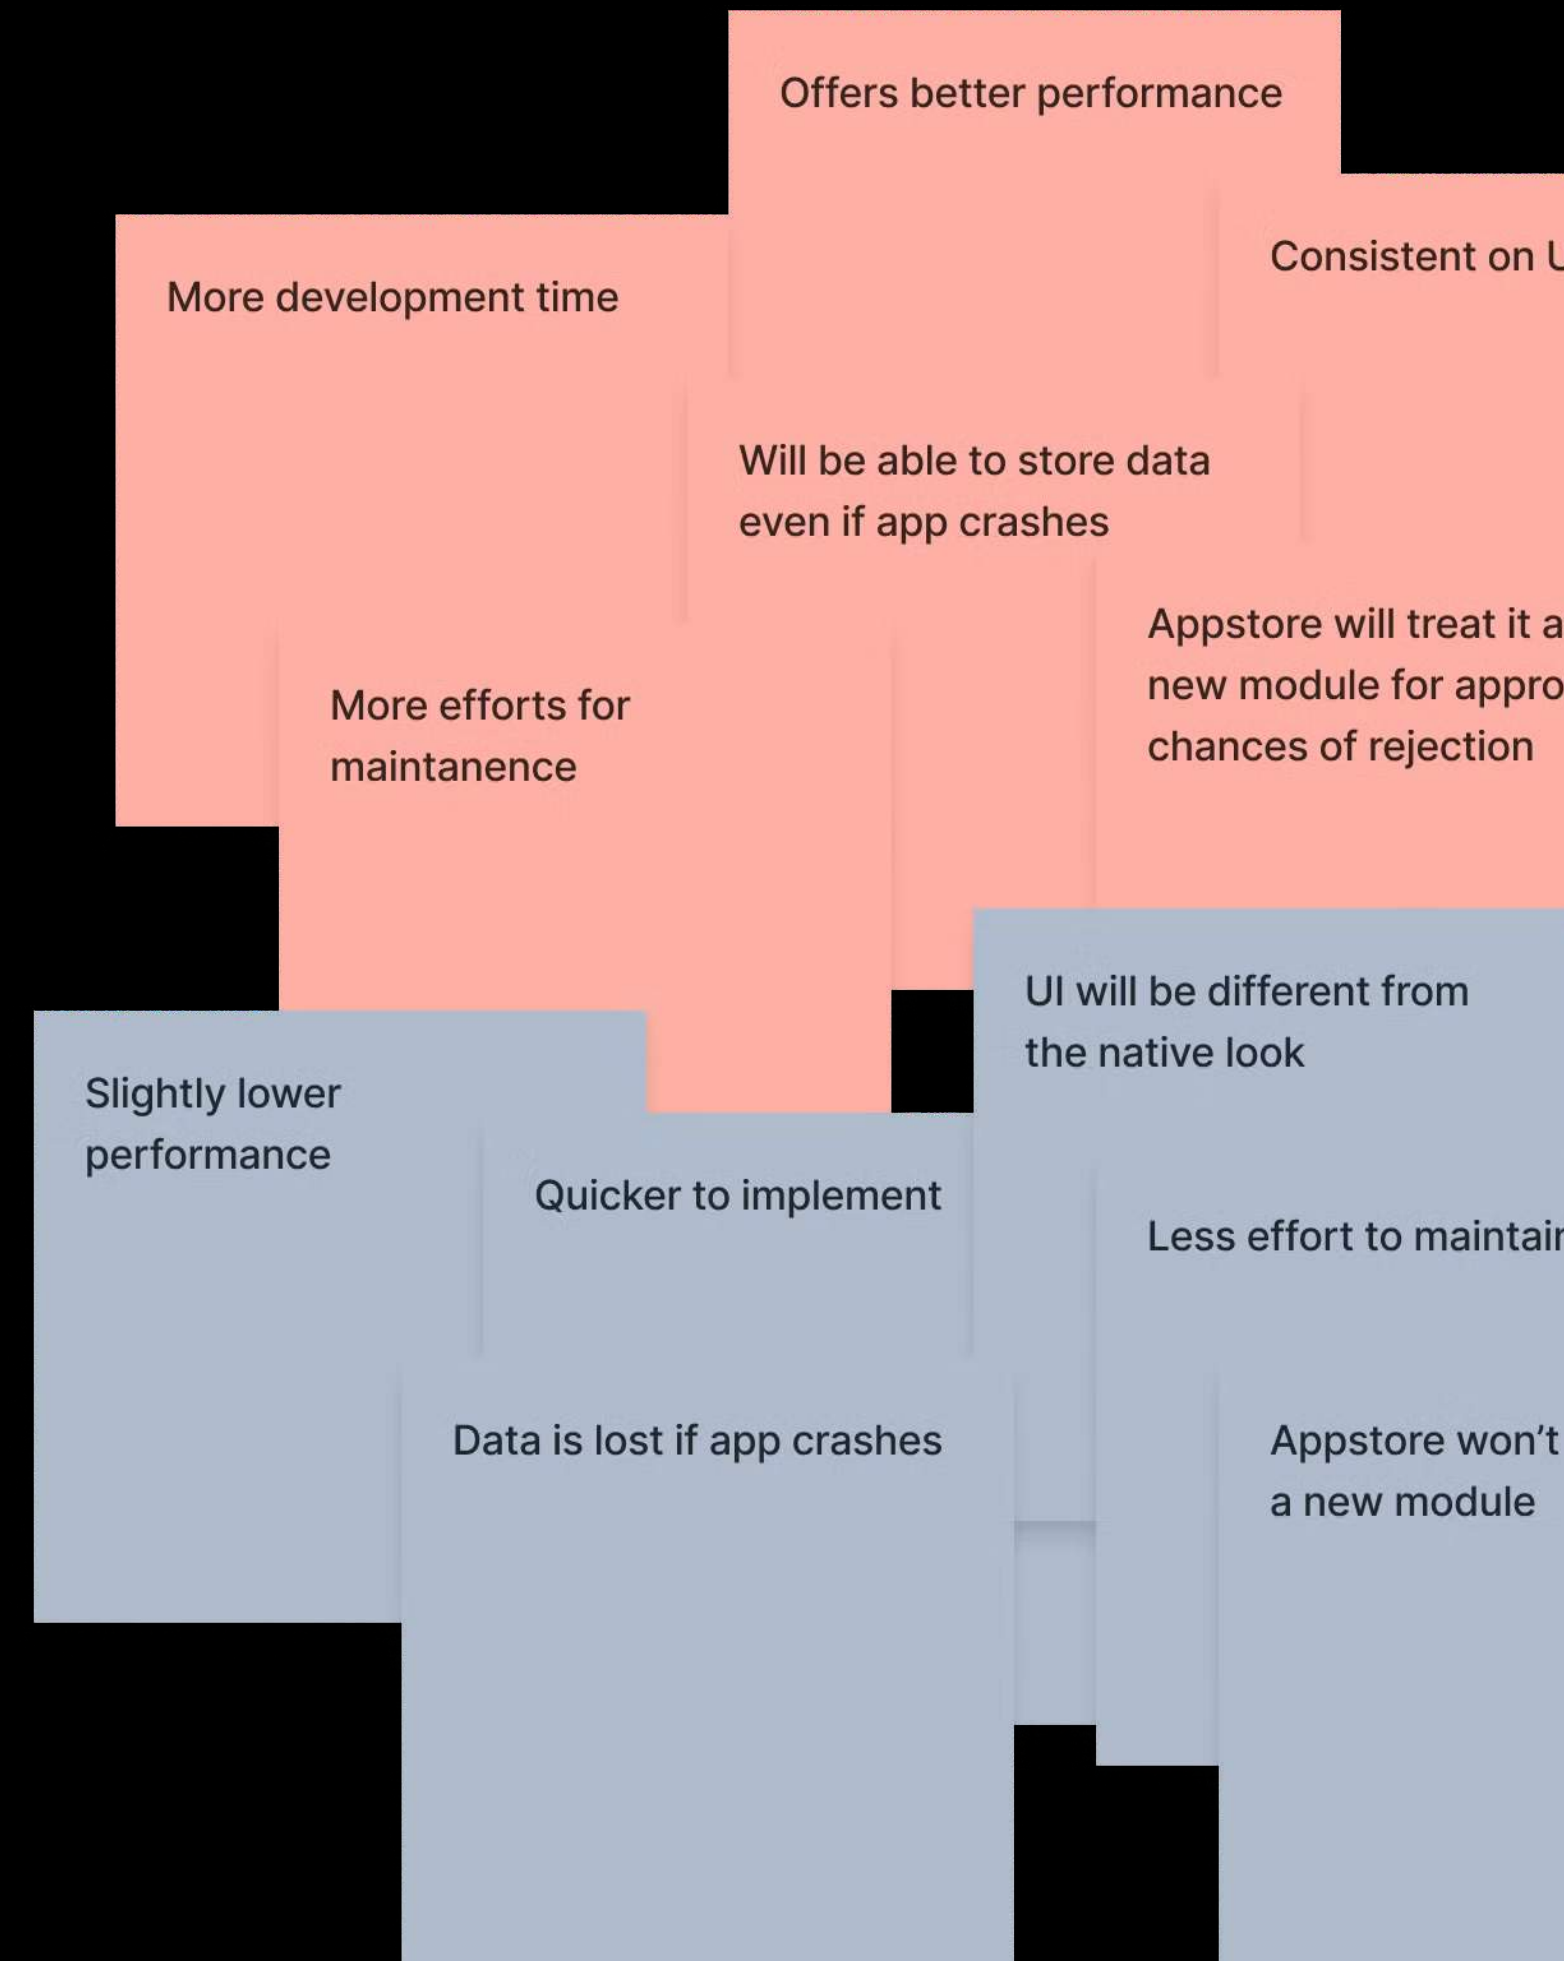 Offers better performance
Consistent on
More development time
Will be able to store data
even if app crashes
Appstore will treat it
new module for
chances of rejection
More efforts for
maintanence
UI will be different from
the native look
Slightly lower
performance
Quicker to implement
Less effort to
Data is lost if app crashes
Appstore won’t
a new module